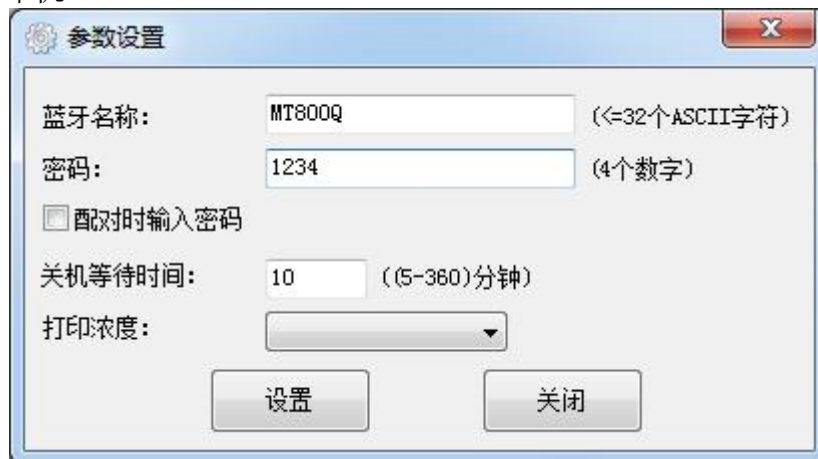 参数设置
蓝牙名称: MT800Q (<=32个ASCII字符)
密码: 1234 (4个数字)
配对时输入密码
关机等待时间: 10 ((5-360)分钟)
打印浓度:
设置 关闭